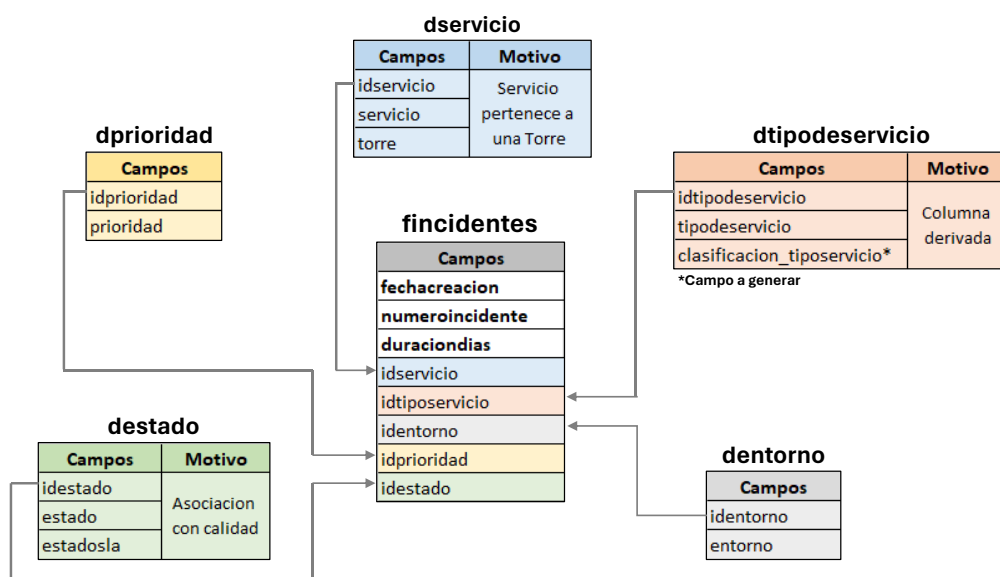 dservicio
Campos Motivo
idservicio
servicio
torre
Servicio
pertenece a
una Torre
dprioridad
Campos
idprioridad
prioridad
dtipodeservicio
Campos Motivo
idtipodeservicio
tipodeservicio
clasificacion_tiposervicio*
Columna
derivada
*Campo a generar
fincidentes
Campos
fechacreacion
numeroincidente
duraciondias
idservicio
idtiposervicio
identorno
idprioridad
idestado
destado
Campos Motivo
idestado
estado
estadosla
Asociacion
con calidad
dentorno
Campos
identorno
entorno